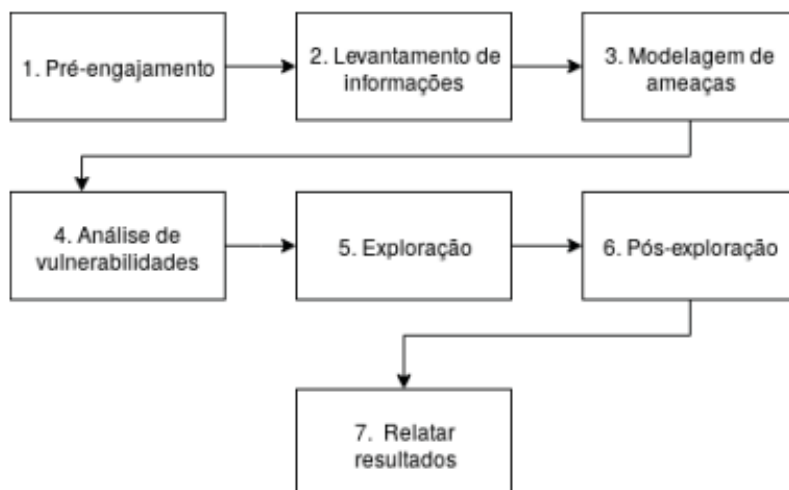 1. Pré-engajamento
2. Levantamento de
informações
3. Modelagem de
ameaças
4. Análise de
vulnerabilidades
5. Exploração
6. Pós-exploração
7. Relatar
resultados